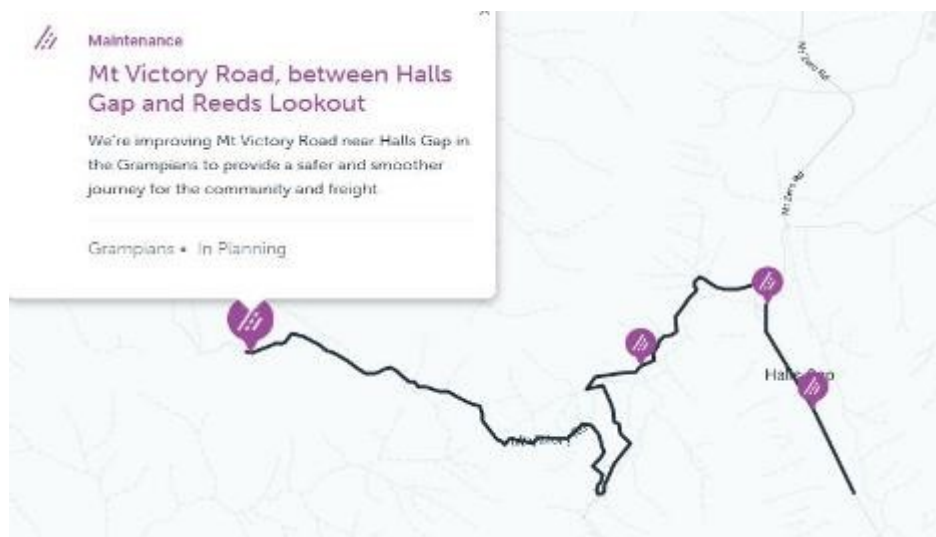 Maintenance
Mt Victory Road, between Halls
Gap and Reeds Lookout
We're improving Mt Victory Road near Halls Gap in
the Grampians to provide a safer and smoother
journey for the community and freight
Grampians • In Planning
Mt Zero Rd
Mt Zero Rd
Halls Gap